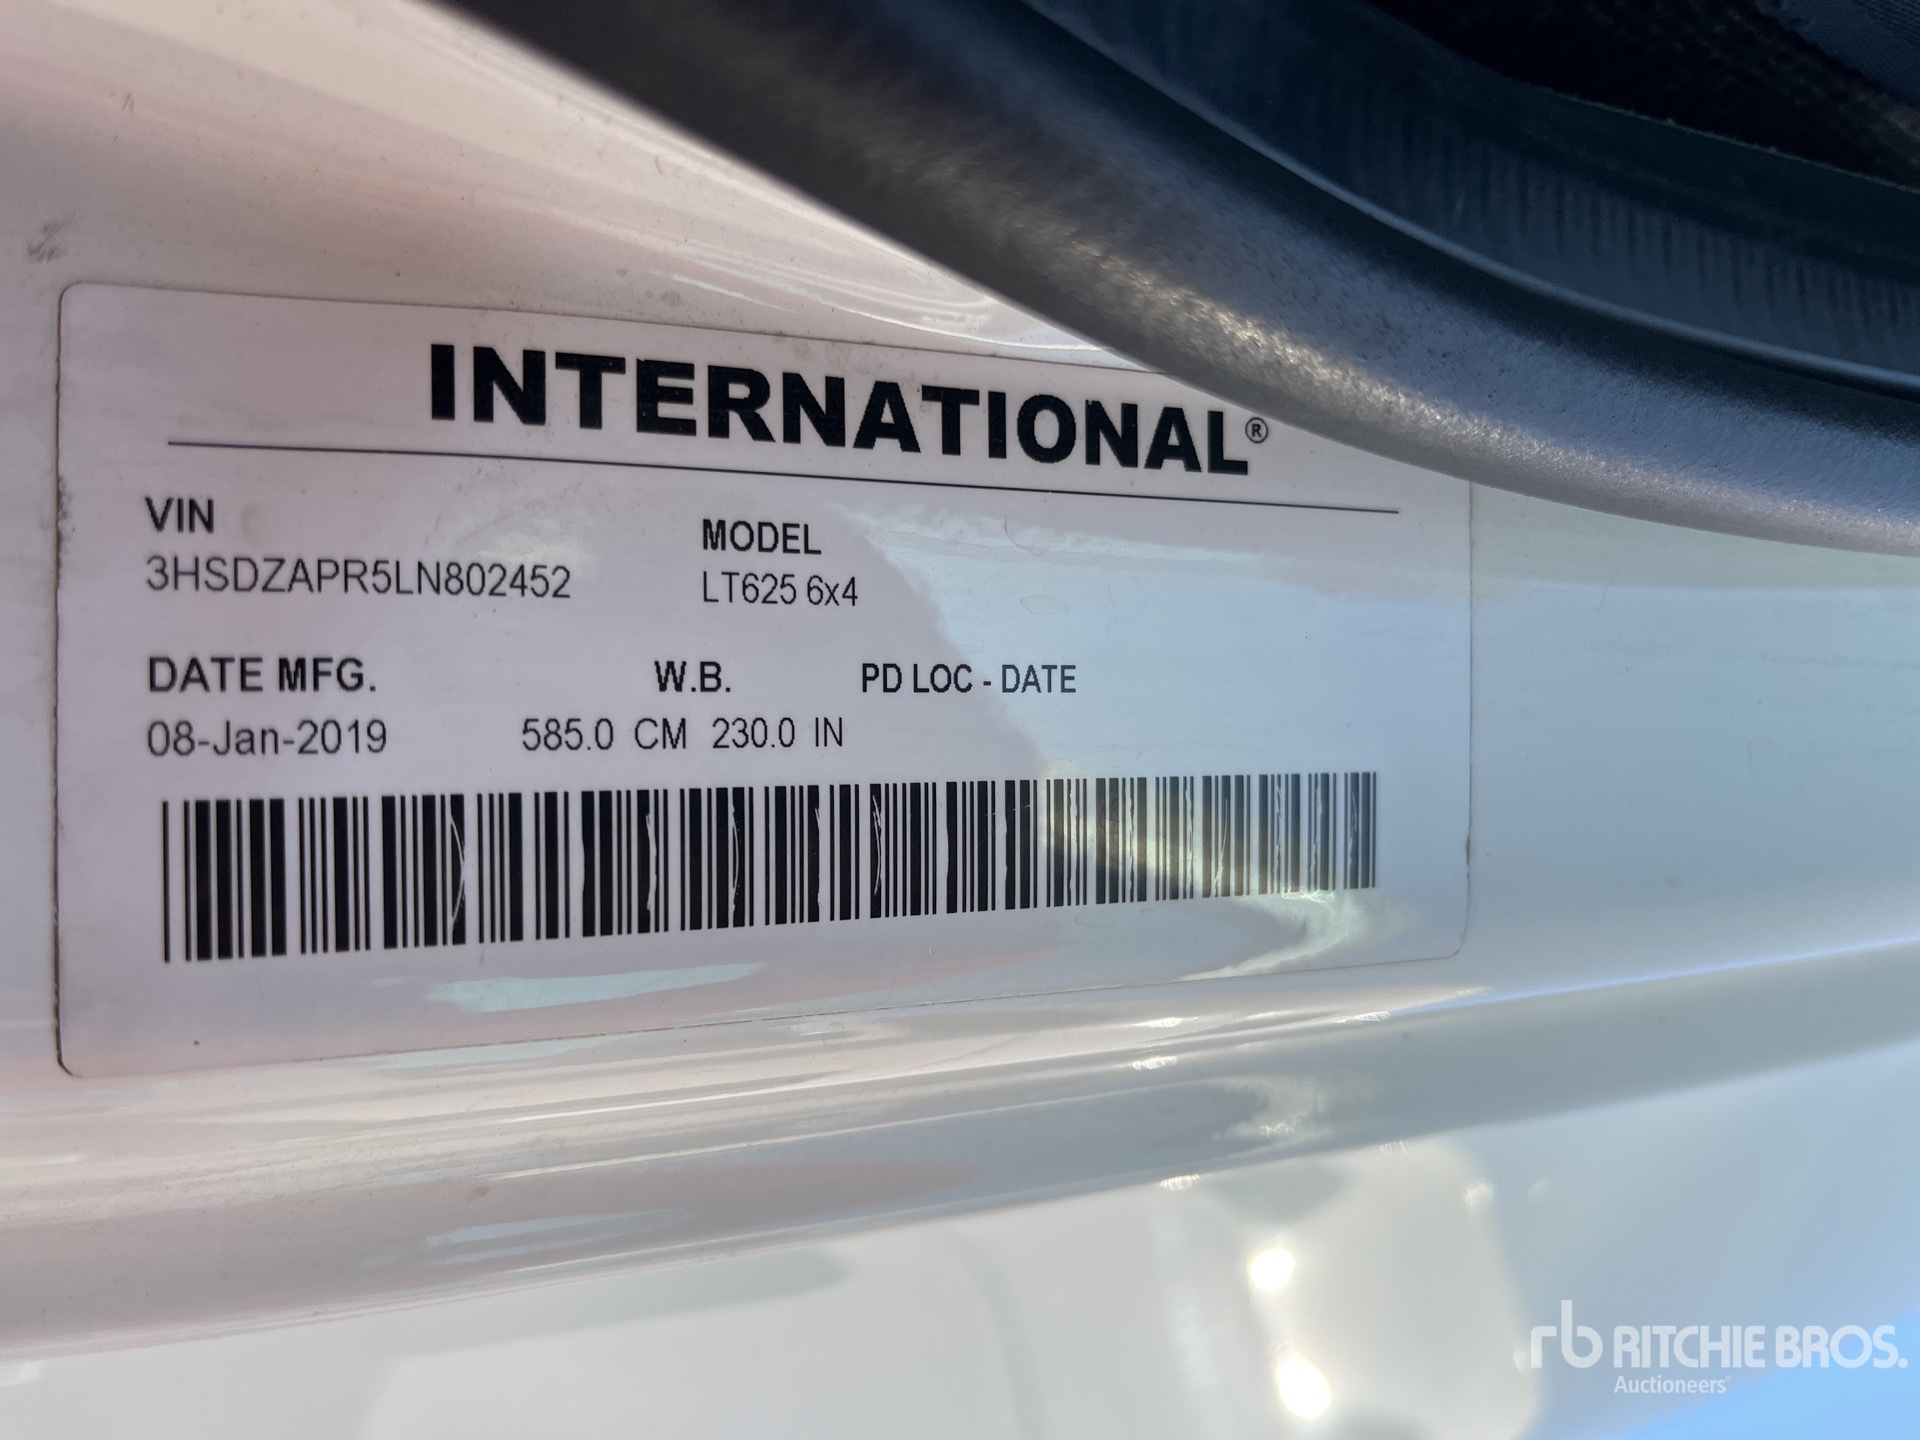 INTERNATIONAL®
VIN
3HSDZAPR5LN802452
MODEL
LT625 6x4
DATE MFG.
08-Jan-2019
W.B.
585.0 CM 230.0 IN
PD LOC - DATE
rb RITCHIE BROS.
Auctioneers